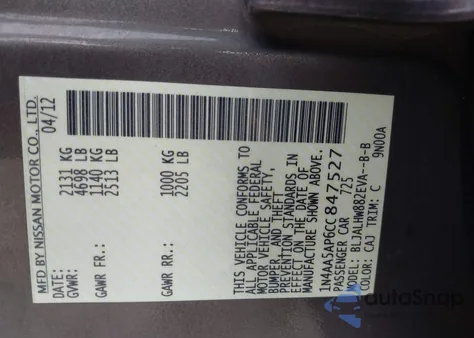 MFD BY NISSAN MOTOR CO., LTD.
DATE: 04/12
GVWR: 2131 KG
4698 LB
GAWR FR: 1140 KG
2513 LB
GAWR RR: 1000 KG
2205 LB
THIS VEHICLE CONFORMS TO
ALL APPLICABLE FEDERAL
MOTOR VEHICLE SAFETY,
BUMPER, AND THEFT
PREVENTION STANDARDS IN
EFFECT ON THE DATE OF
MANUFACTURE SHOWN ABOVE.
1N4AA5AP6CC847527
PASSENGER CAR 725
MODEL: BLJALHW882EVA--B-B
COLOR: CAJ TRIM: C 9N00A
autoSnap